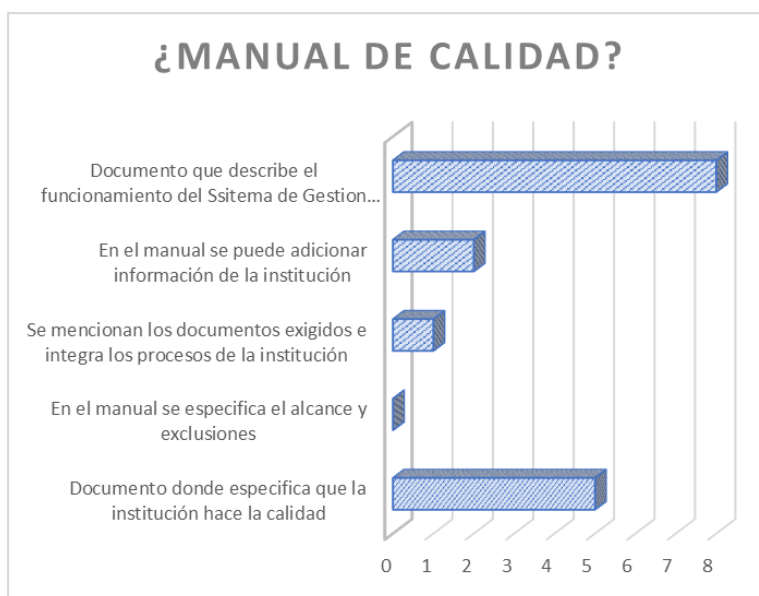 ¿MANUAL DE CALIDAD?
Documento que describe el
funcionamiento del Ssitema de Gestion...
En el manual se puede adicionar
información de la institución
Se mencionan los documentos exigidos e
integra los procesos de la institución
En el manual se especifica el alcance y
exclusiones
Documento donde especifica que la
institución hace la calidad
0 1 2 3 4 5 6 7 8